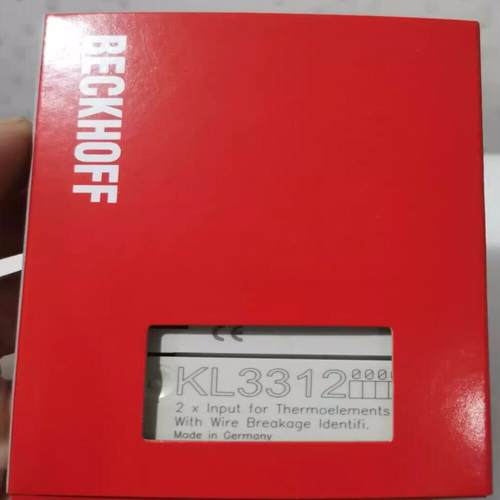 BECKHOFF
CE
KL3312
2 x Input for Thermoelements
With Wire Breakage Identifi.
Made in Germany